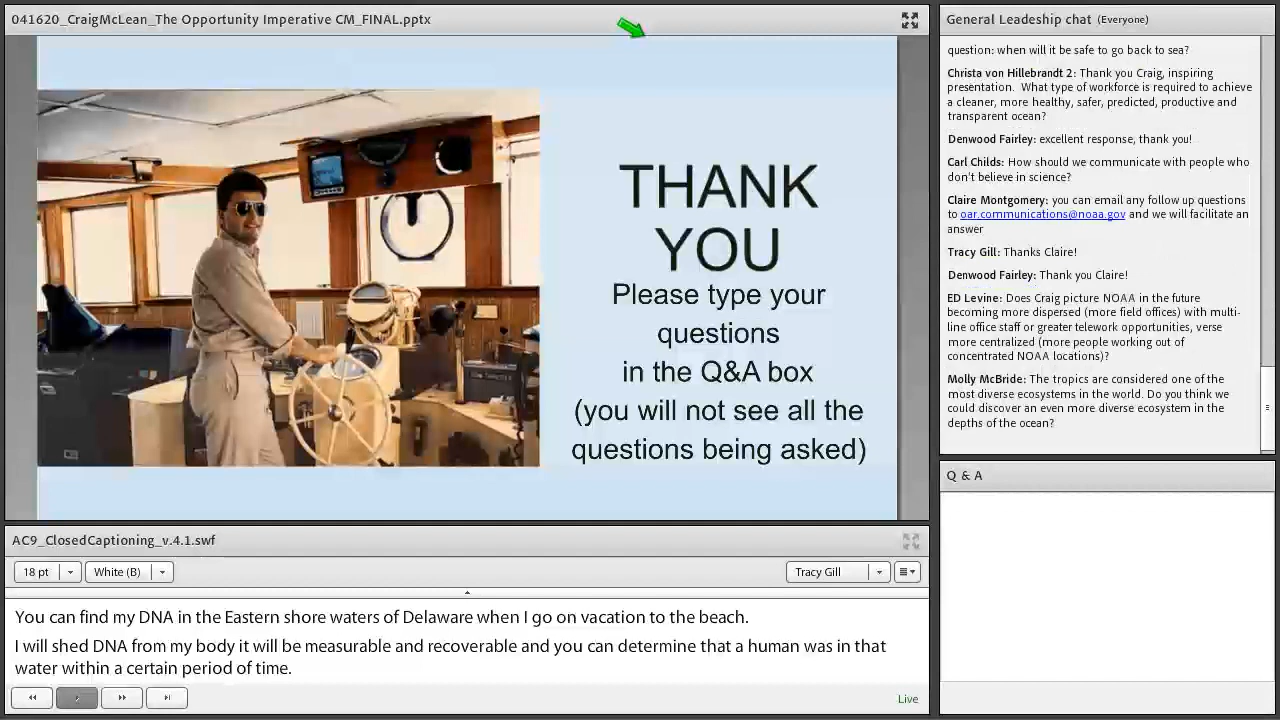 041620_CraigMcLean_The Opportunity Imperative CM_FINAL.pptx
THANK
YOU
Please type your
questions
in the Q&A box
(you will not see all the
questions being asked)
AC9_ClosedCaptioning_v.4.1.swf
18 pt
White (B)
Tracy Gill
You can find my DNA in the Eastern shore waters of Delaware when I go on vacation to the beach.
I will shed DNA from my body it will be measurable and recoverable and you can determine that a human was in that
water within a certain period of time.
Live
General Leadership chat (Everyone)
question: when will it be safe to go back to sea?
Christa von Hillebrandt 2: Thank you Craig, inspiring
presentation. What type of workforce is required to achieve
a cleaner, more healthy, safer, predicted, productive and
transparent ocean?
Denwood Fairley: excellent response, thank you!
Carl Childs: How should we communicate with people who
don't believe in science?
Claire Montgomery: you can email any follow up questions
to oar.communications@noaa.gov and we will facilitate an
answer
Tracy Gill: Thanks Claire!
Denwood Fairley: Thank you Claire!
ED Levine: Does Craig picture NOAA in the future
becoming more dispersed (more field offices) with multi-
line office staff or greater telework opportunities, verse
more centralized (more people working out of
concentrated NOAA locations)?
Molly McBride: The tropics are considered one of the
most diverse ecosystems in the world. Do you think we
could discover an even more diverse ecosystem in the
depths of the ocean?
Q & A